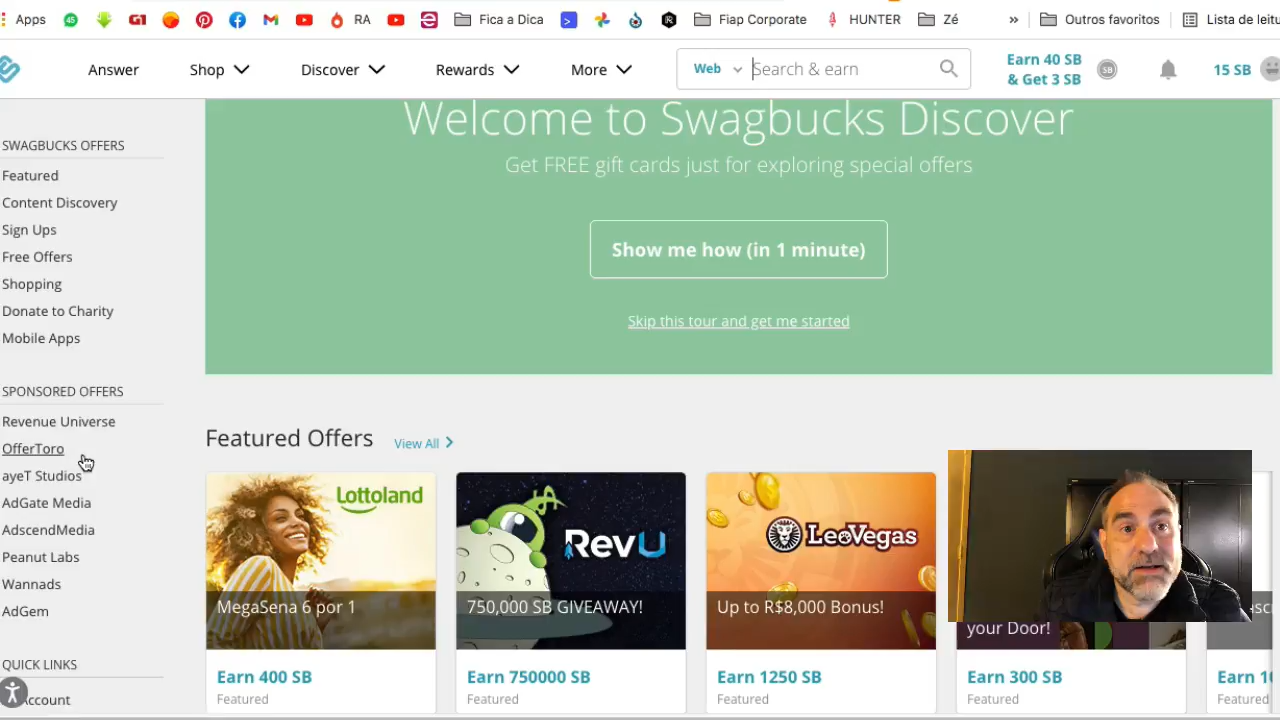 Apps
RA
Fica a Dica
Fiap Corporate
HUNTER
Zé
»
Outros favoritos
Lista de leitu
Answer
Shop
Discover
Rewards
More
Web
Search & earn
Earn 40 SB
& Get 3 SB
SB
15 SB
SWAGBUCKS OFFERS
Featured
Content Discovery
Sign Ups
Free Offers
Shopping
Donate to Charity
Mobile Apps
SPONSORED OFFERS
Revenue Universe
OfferToro
ayeT Studios
AdGate Media
AdscendMedia
Peanut Labs
Wannads
AdGem
QUICK LINKS
ccount
Welcome to Swagbucks Discover
Get FREE gift cards just for exploring special offers
Show me how (in 1 minute)
Skip this tour and get me started
Featured Offers
View All
Lottoland
MegaSena 6 por 1
Earn 400 SB
Featured
RevU
750,000 SB GIVEAWAY!
Earn 750000 SB
Featured
LeoVegas
Up to R$8,000 Bonus!
Earn 1250 SB
Featured
your Door!
Earn 300 SB
Featured
Earn 10
Featured